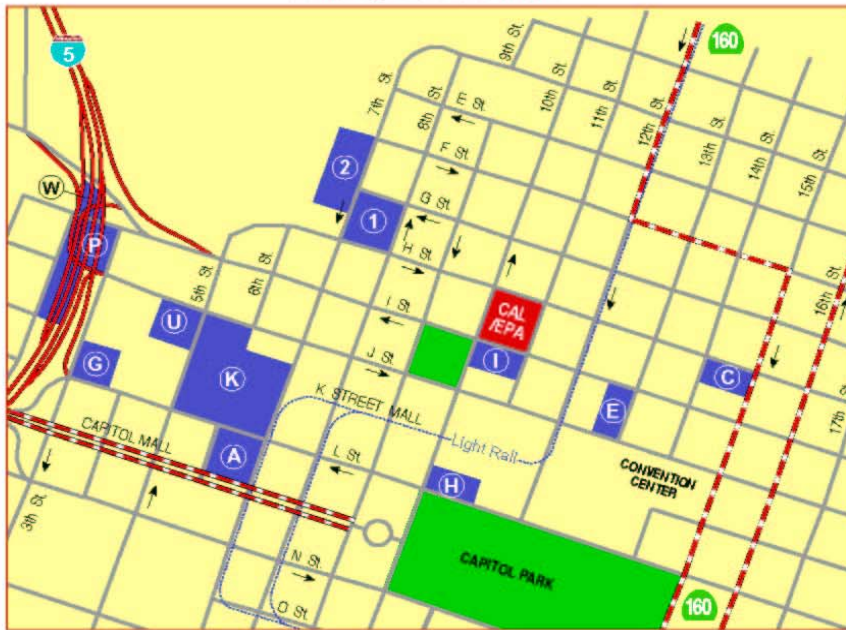 5
160
9th St.
7th St.
8th St.
E St.
10th St.
11th St.
12th St.
13th St.
14th St.
15th St.
F St.
2
W
G St.
1
P
H St.
5th St.
6th St.
16th St.
U
I St.
CAL
/EPA
K
J St.
I
G
C
K STREET MALL
E
17th
CAPITOL MALL
A
Light Rail
L St.
H
CONVENTION
CENTER
3th St.
N St.
CAPITOL PARK
O St.
160